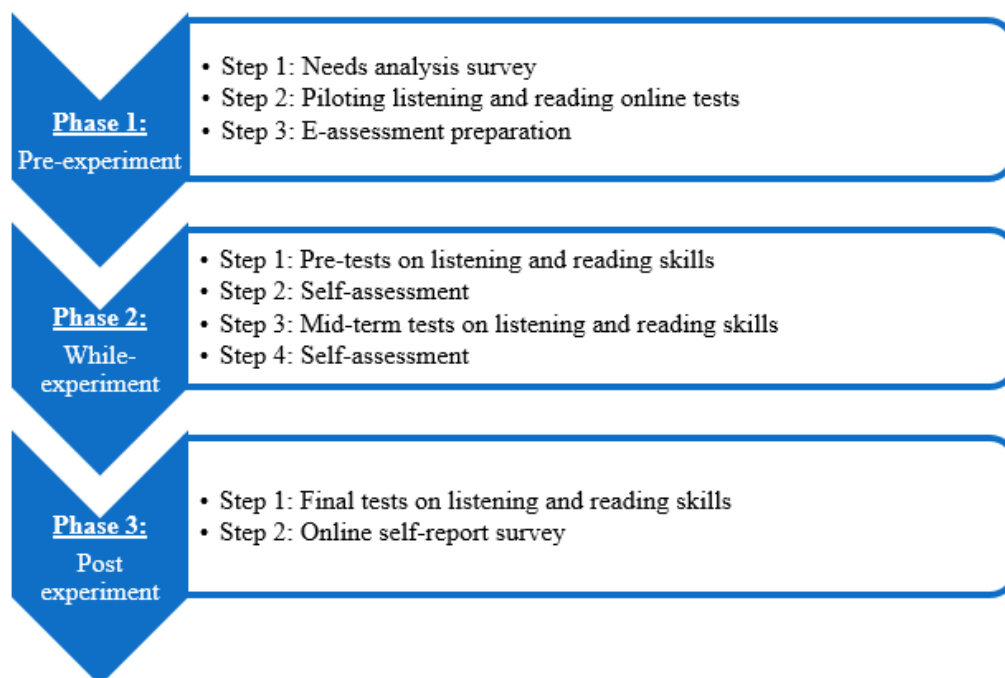 Phase 1:
Pre-experiment
• Step 1: Needs analysis survey
• Step 2: Piloting listening and reading online tests
• Step 3: E-assessment preparation
Phase 2:
While-
experiment
• Step 1: Pre-tests on listening and reading skills
• Step 2: Self-assessment
• Step 3: Mid-term tests on listening and reading skills
• Step 4: Self-assessment
Phase 3:
Post
experiment
• Step 1: Final tests on listening and reading skills
• Step 2: Online self-report survey